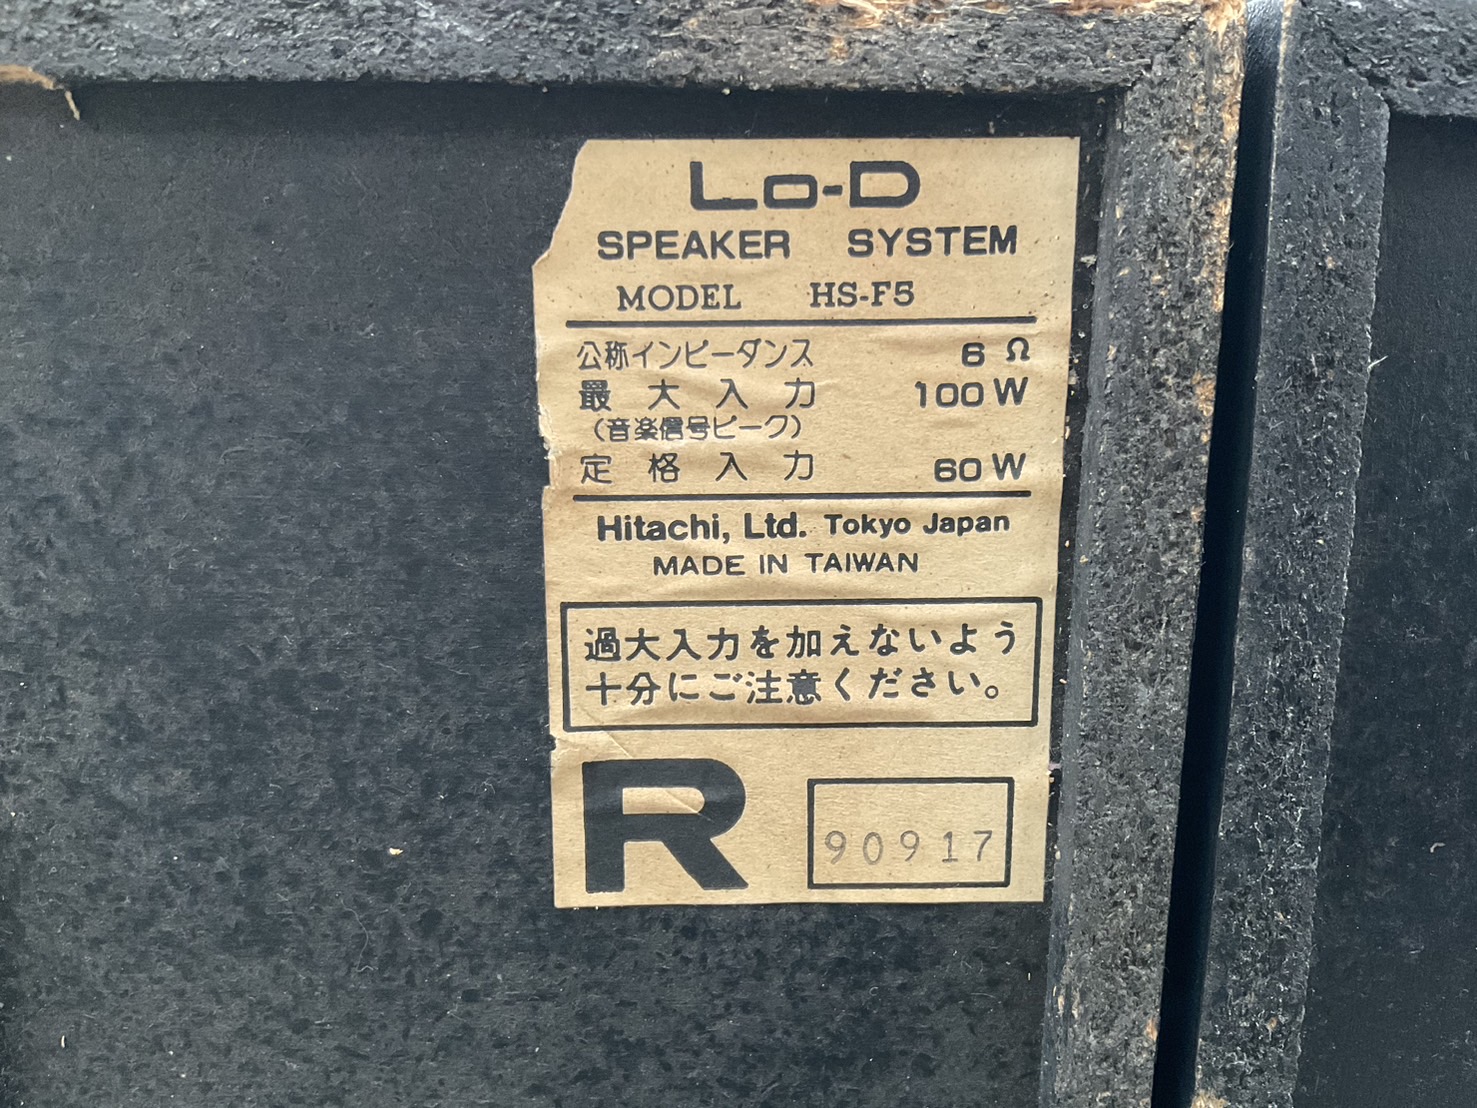 Lo-D
SPEAKER SYSTEM
MODEL HS-F5
公称インピーダンス 6 Ω
最大入力 100 W
(音楽信号ピーク)
定格入力 60 W
Hitachi, Ltd. Tokyo Japan
MADE IN TAIWAN
過大入力を加えないよう
十分にご注意ください。
R
90917